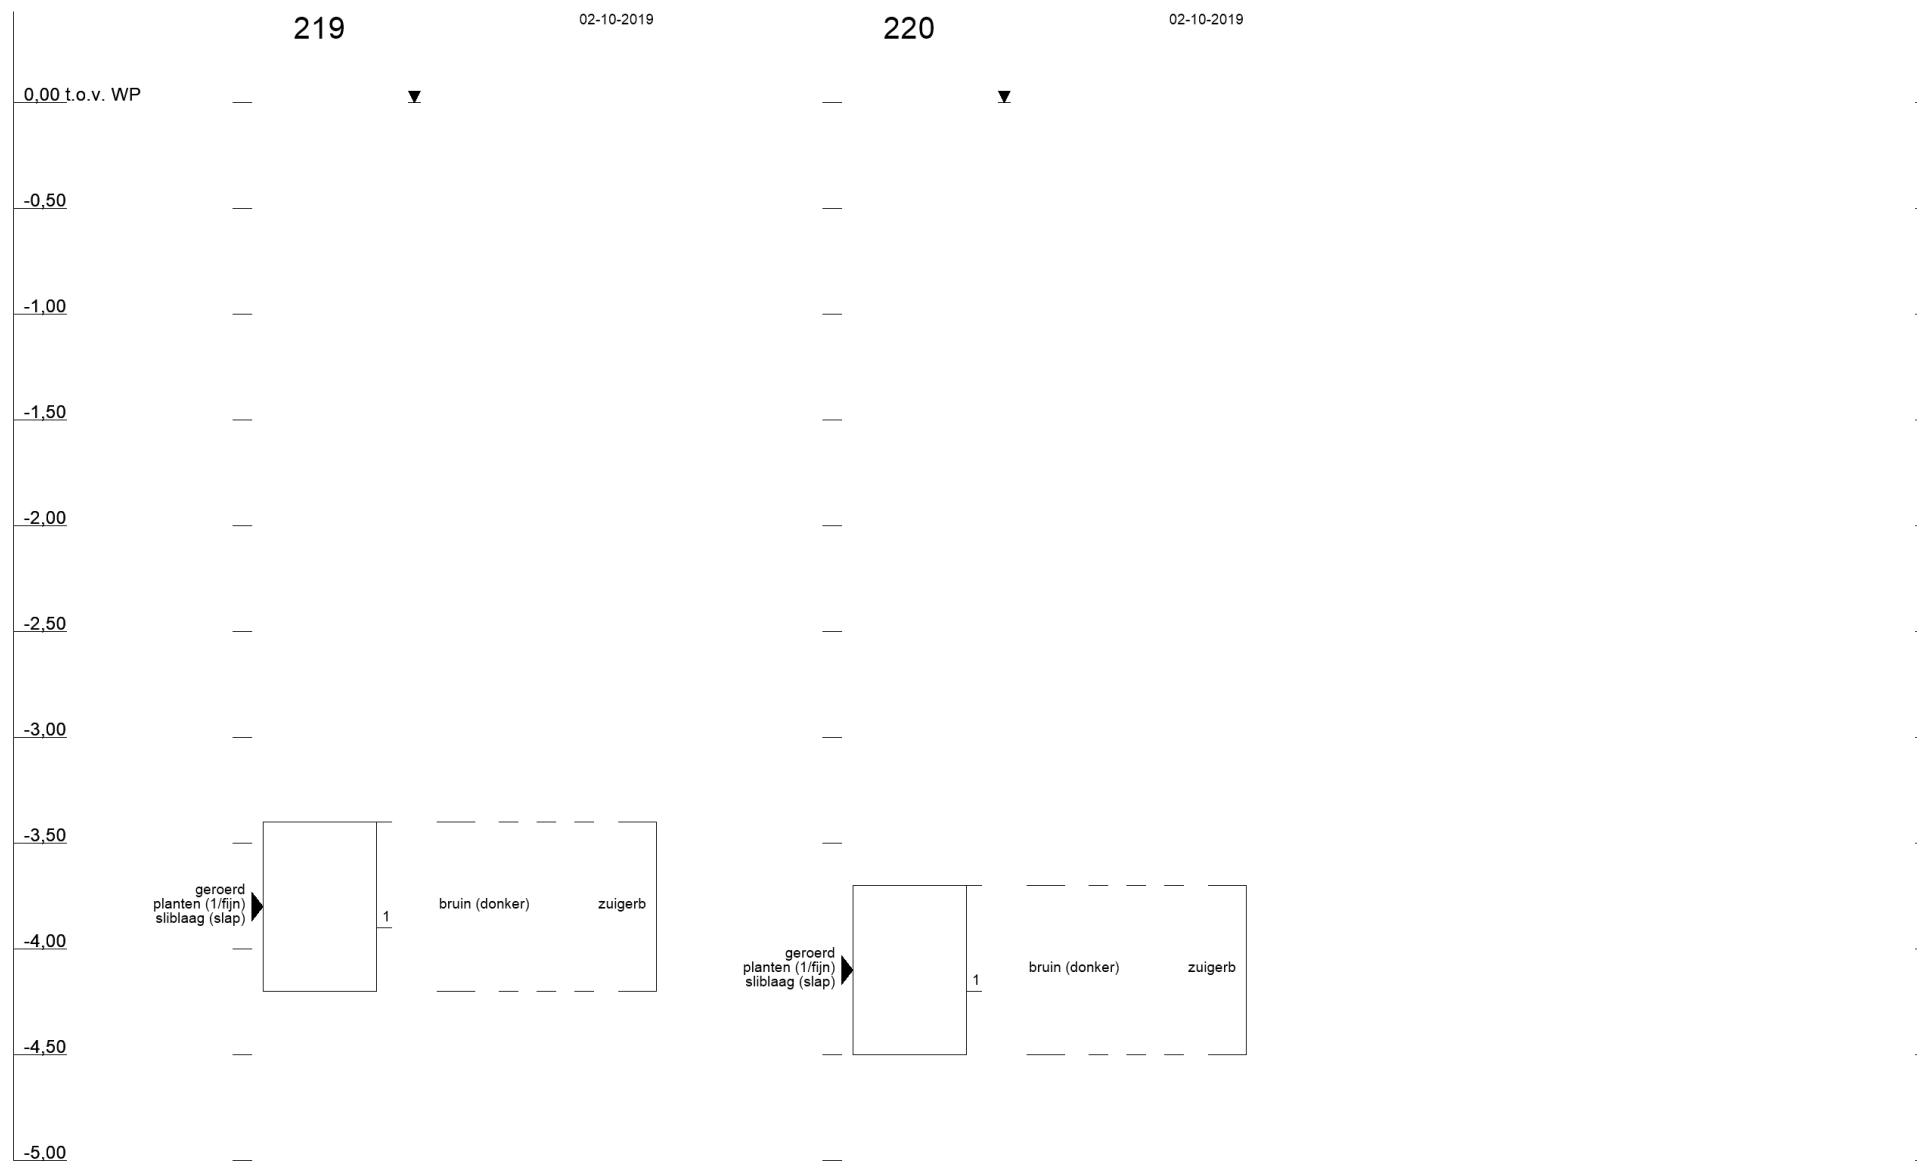 219
02-10-2019
220
02-10-2019
0,00 t.o.v. WP
-0,50
-1,00
-1,50
-2,00
-2,50
-3,00
-3,50
-4,00
-4,50
-5,00
geroerd
planten (1/fijn)
sliblaag (slap)
1
bruin (donker)
zuigerb
geroerd
planten (1/fijn)
sliblaag (slap)
1
bruin (donker)
zuigerb